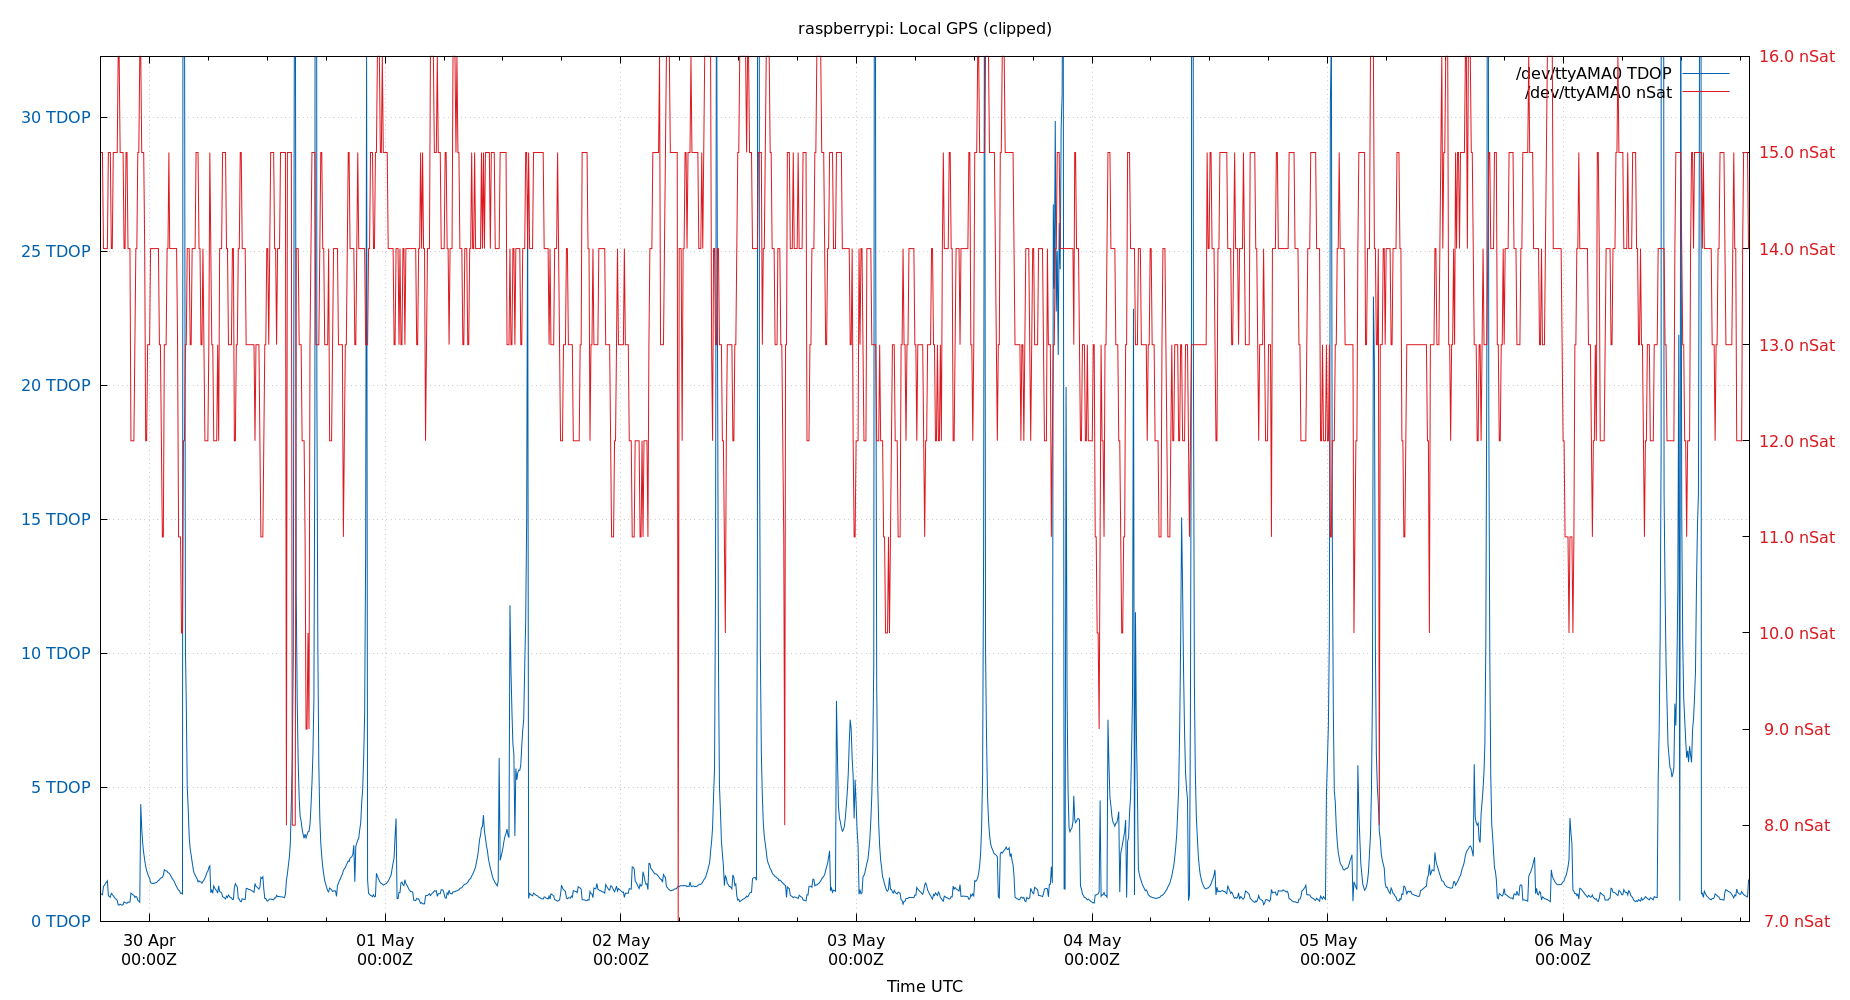 raspberrypi: Local GPS (clipped)
/dev/ttyAMA0 TDOP
/dev/ttyAMA0 nSat
30 TDOP
25 TDOP
20 TDOP
15 TDOP
10 TDOP
5 TDOP
0 TDOP
16.0 nSat
15.0 nSat
14.0 nSat
13.0 nSat
12.0 nSat
11.0 nSat
10.0 nSat
9.0 nSat
8.0 nSat
7.0 nSat
30 Apr
00:00Z
01 May
00:00Z
02 May
00:00Z
03 May
00:00Z
04 May
00:00Z
05 May
00:00Z
06 May
00:00Z
Time UTC